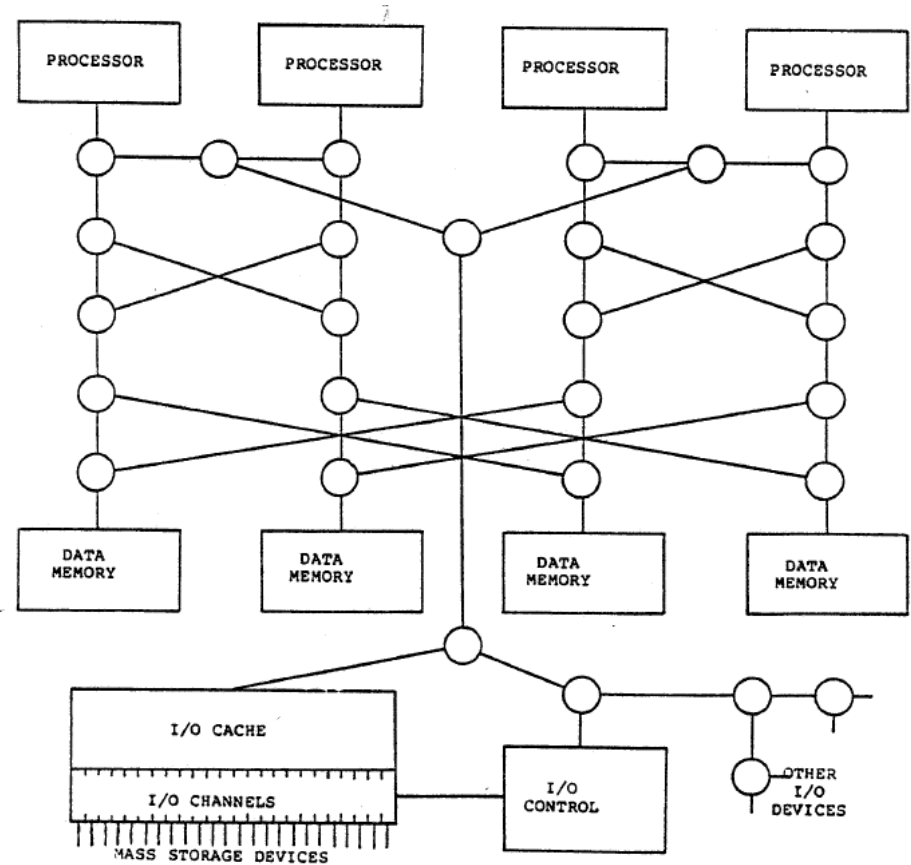 PROCESSOR
PROCESSOR
PROCESSOR
PROCESSOR
DATA
MEMORY
DATA
MEMORY
DATA
MEMORY
DATA
MEMORY
I/O CACHE
I/O CHANNELS
MASS STORAGE DEVICES
I/O
CONTROL
OTHER
I/O
DEVICES